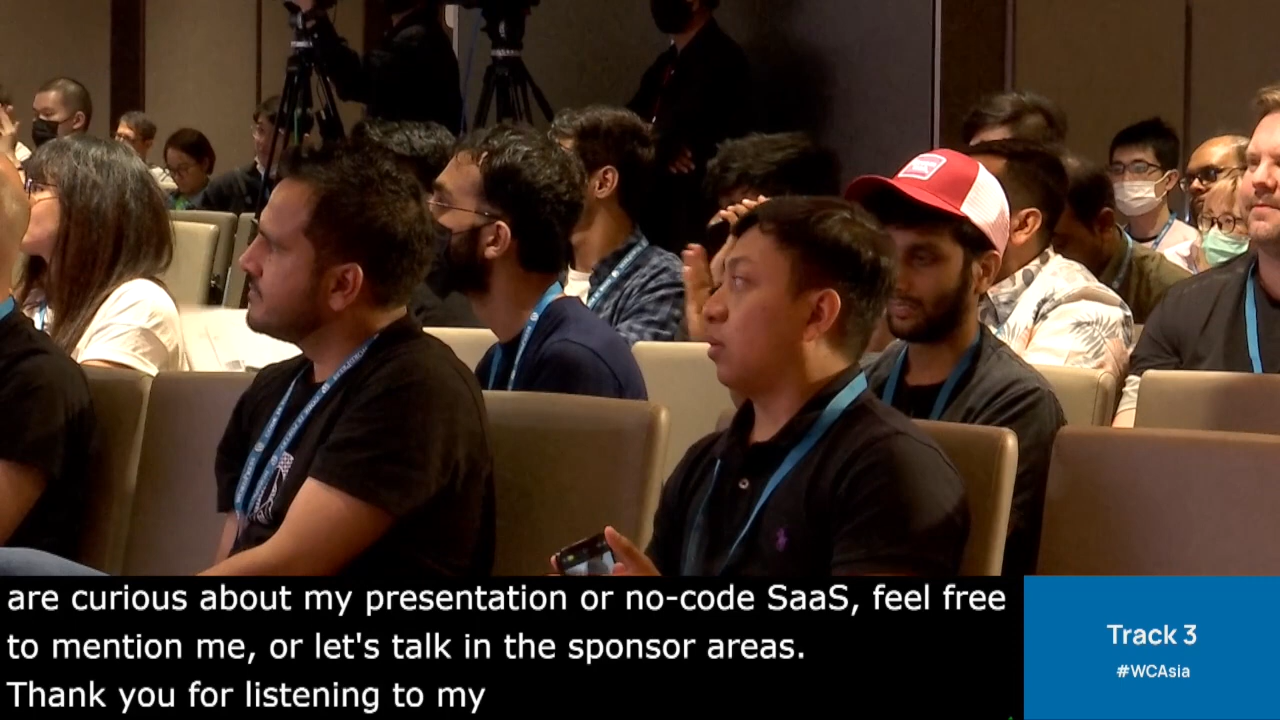 are curious about my presentation or no-code SaaS, feel free
to mention me, or let's talk in the sponsor areas.
Thank you for listening to my
Track 3
#WCAsia